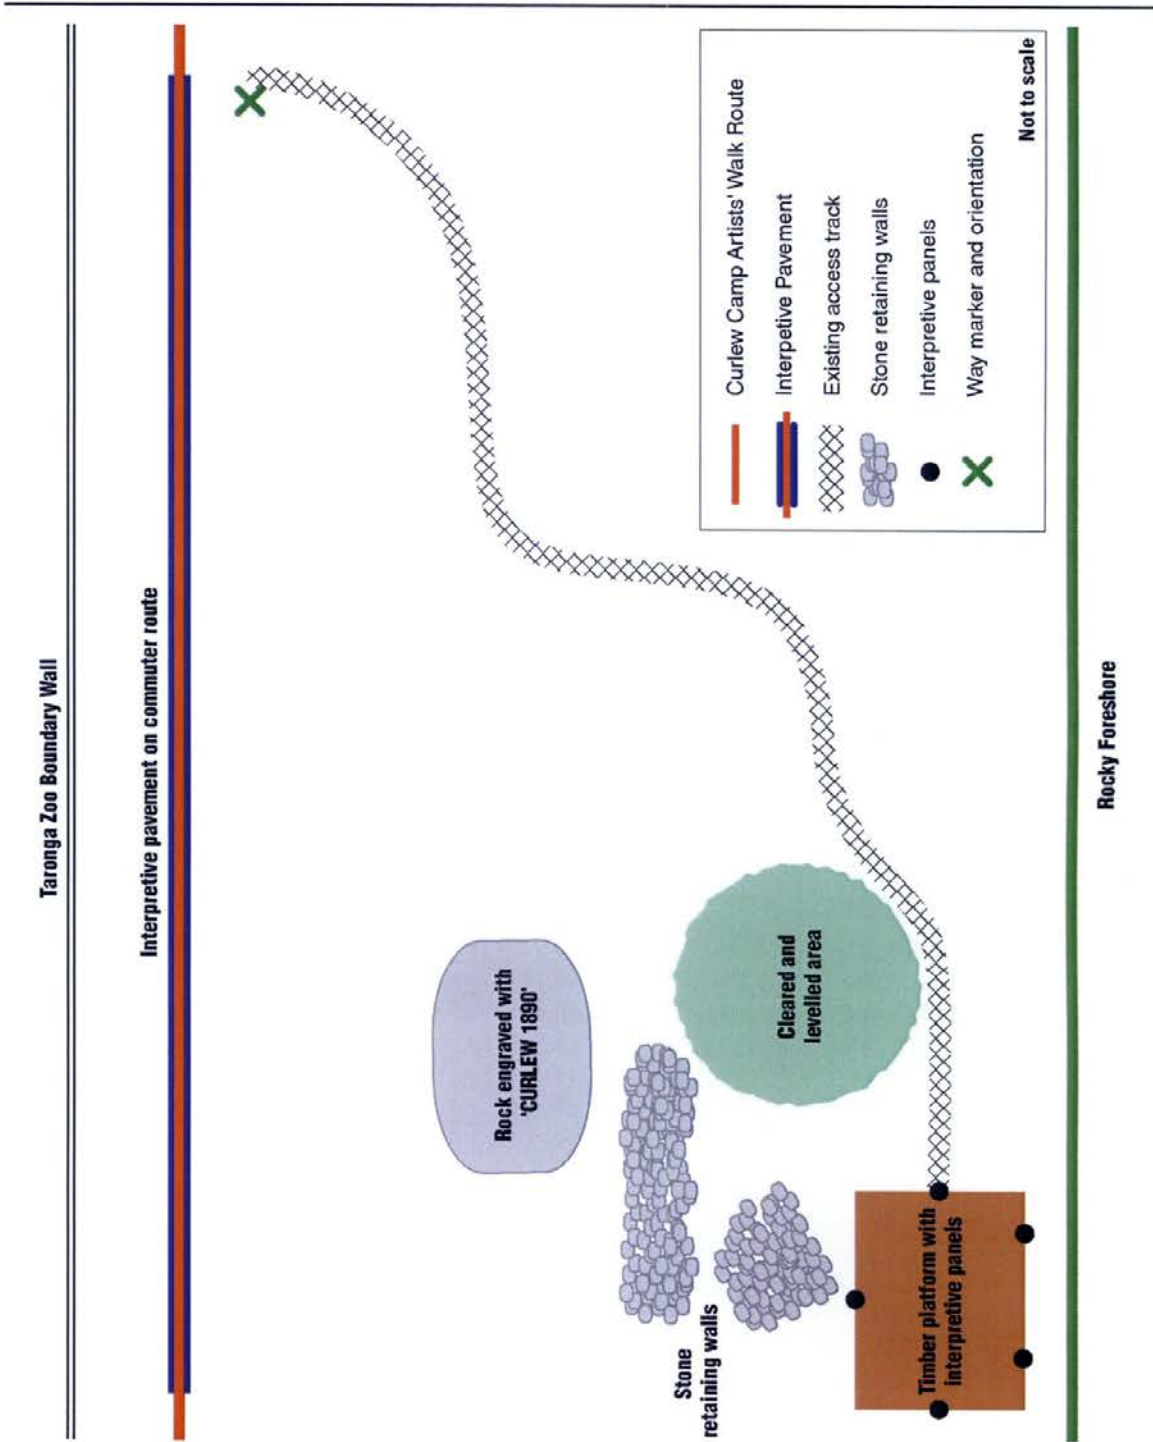 Taronga Zoo Boundary Wall
Interpretive pavement on commuter route
Rock engraved with
'CURLEW 1890'
Stone
retaining walls
Cleared and
levelled area
Timber platform with
interpretive panels
Curlew Camp Artists' Walk Route
Interpetive Pavement
Existing access track
Stone retaining walls
Interpretive panels
Way marker and orientation
Not to scale
Rocky Foreshore